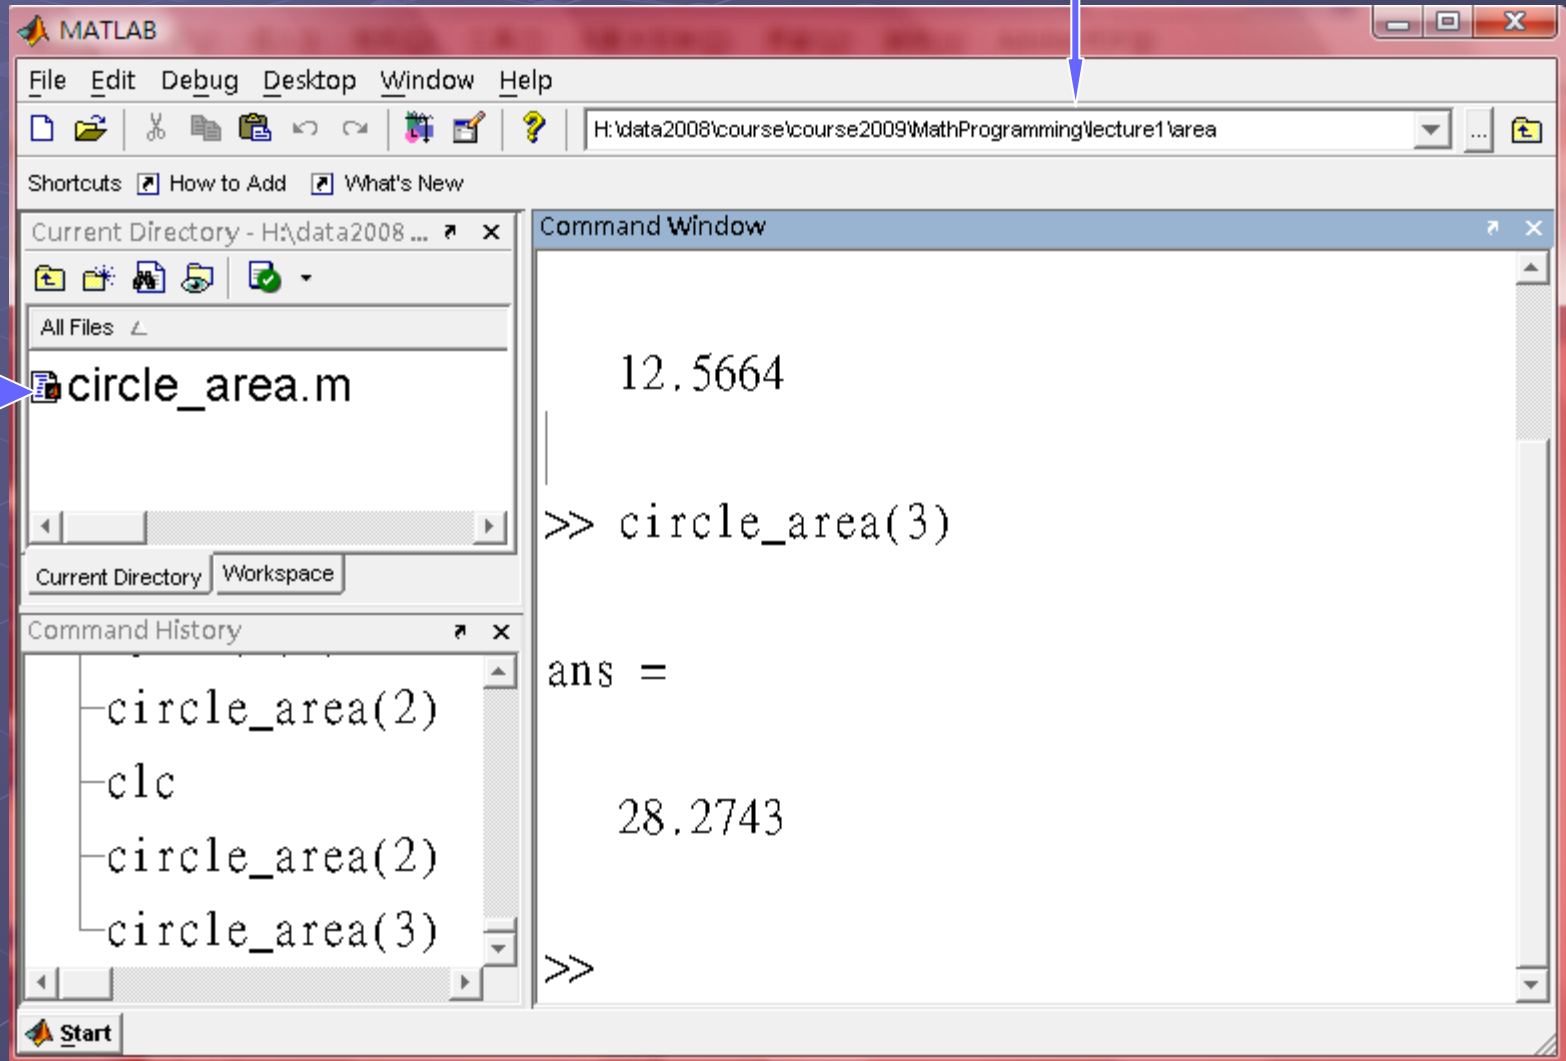 MATLAB
File Edit Debug Desktop Window Help
H:\data2008\course\course2009\MathProgramming\lecture1\area
...
Shortcuts How to Add What's New
Current Directory - H:\data2008 ...
All Files
circle_area.m
Current Directory Workspace
Command History
circle_area(2)
clc
circle_area(2)
circle_area(3)
Command Window
12.5664
>> circle_area(3)
ans =
28.2743
>>
Start